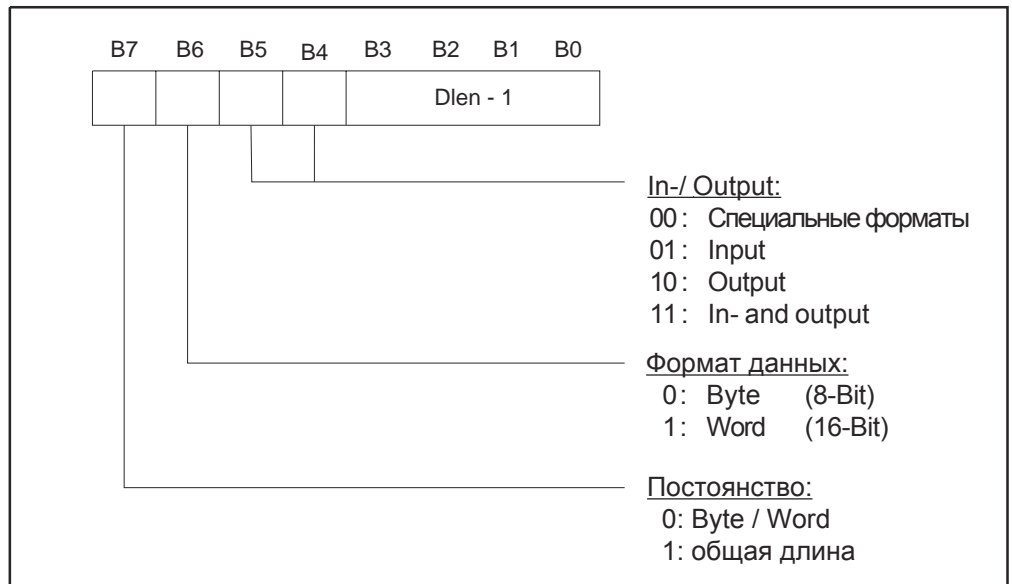 B7 B6 B5 B4 B3 B2 B1 B0
Dlen - 1
In-/ Output:
00: Специальные форматы
01: Input
10: Output
11: In- and output
Формат данных:
0: Byte (8-Bit)
1: Word (16-Bit)
Постоянство:
0: Byte / Word
1: общая длина